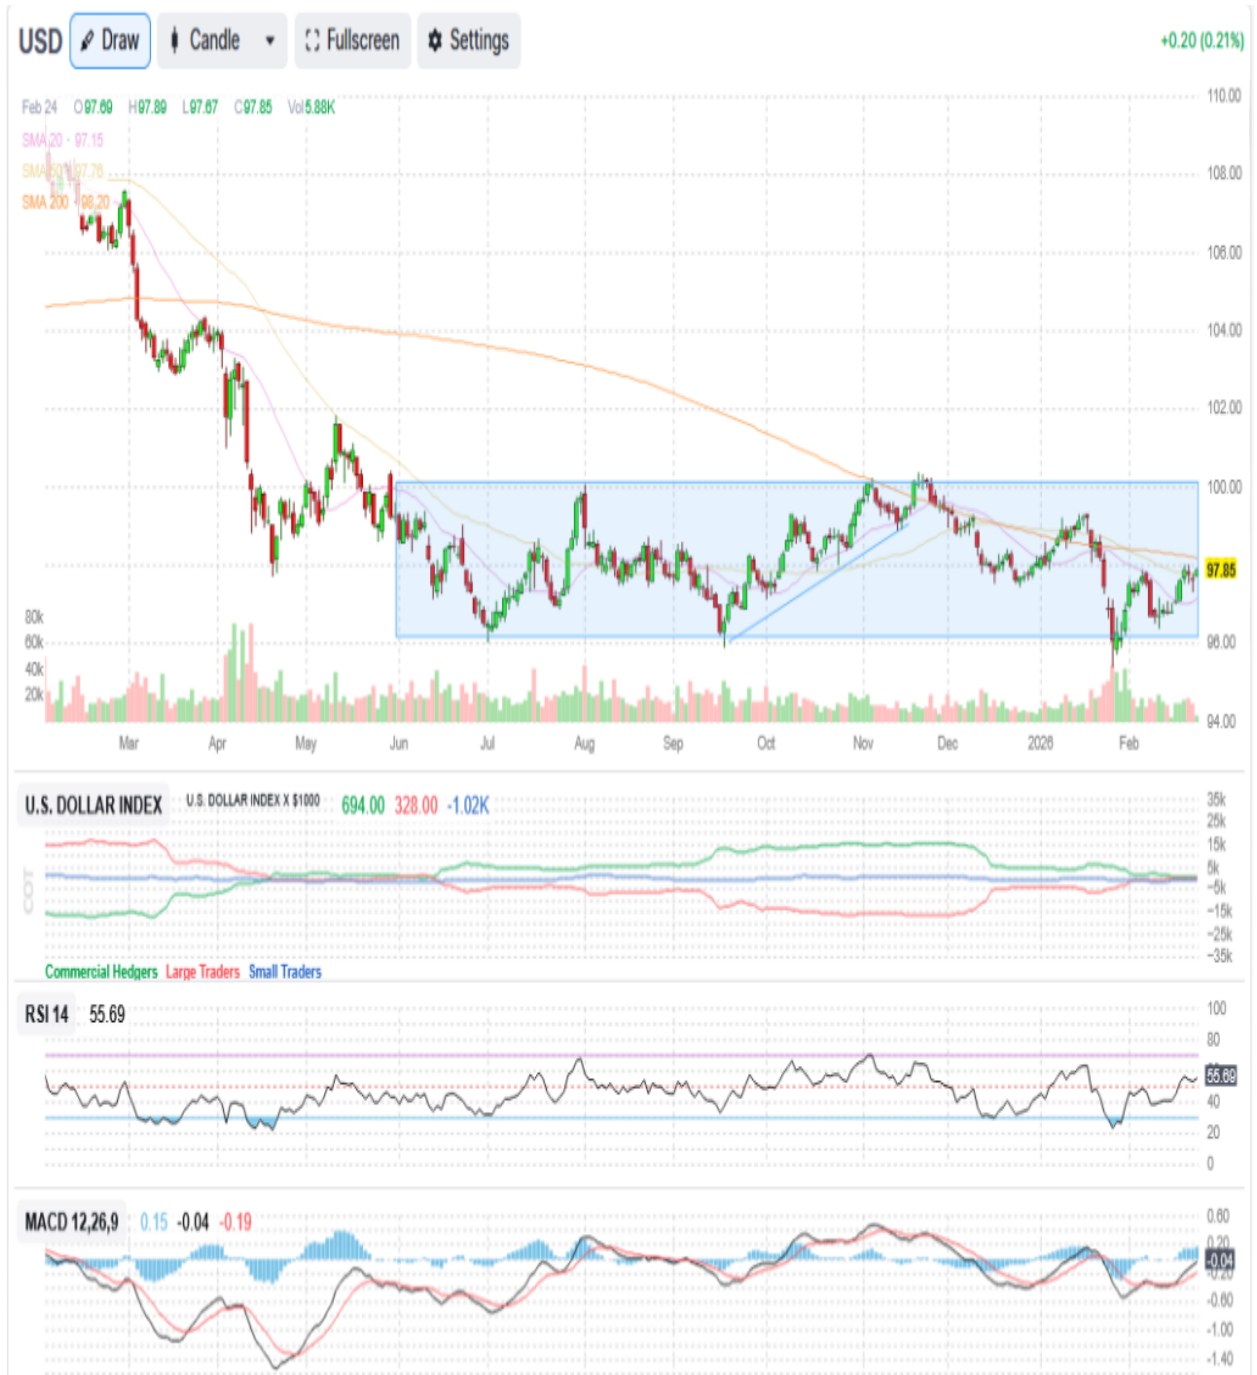 USD Draw Candle Fullscreen Settings +0.20 (0.21%)
Feb 24 O97.69 H97.89 L97.67 C97.85 Vol5.88K
SMA 20 · 97.15
SMA 50 · 97.76
SMA 200 · 98.20
110.00
108.00
106.00
104.00
102.00
100.00
97.85
96.00
94.00
80k
60k
40k
20k
Mar Apr May Jun Jul Aug Sep Oct Nov Dec 2026 Feb
U.S. DOLLAR INDEX U.S. DOLLAR INDEX X $1000 694.00 328.00 -1.02K
35k
25k
15k
5k
-5k
-15k
-25k
-35k
COT
Commercial Hedgers Large Traders Small Traders
RSI 14 55.69
100
80
55.69
40
20
0
MACD 12,26,9 0.15 -0.04 -0.19
0.60
0.20
-0.04
-0.20
-0.60
-1.00
-1.40